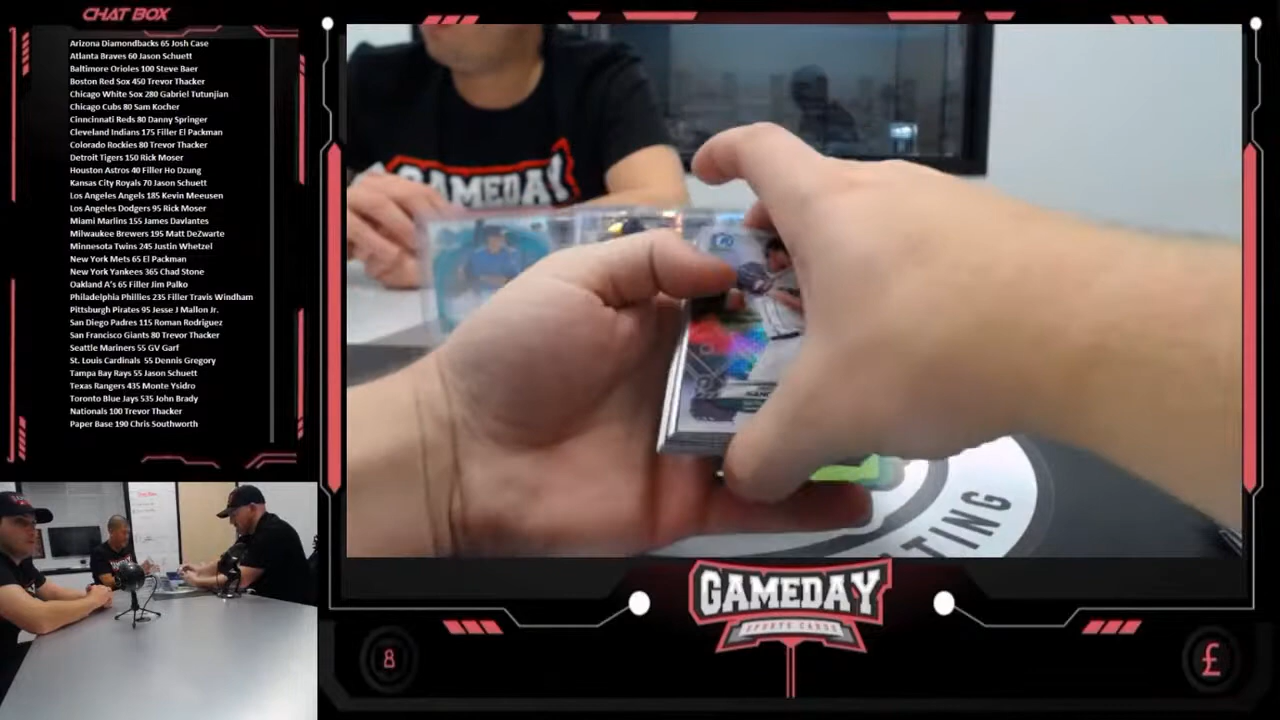 CHAT BOX
Arizona Diamondbacks 65 Josh Case
Atlanta Braves 60 Jason Schuett
Baltimore Orioles 100 Steve Baer
Boston Red Sox 450 Trevor Thacker
Chicago White Sox 280 Gabriel Tutunjian
Chicago Cubs 80 Sam Kocher
Cinncinnati Reds 80 Danny Springer
Cleveland Indians 175 Filler El Packman
Colorado Rockies 80 Trevor Thacker
Detroit Tigers 150 Rick Moser
Houston Astros 40 Filler Ho Dzung
Kansas City Royals 70 Jason Schuett
Los Angeles Angels 185 Kevin Meeusen
Los Angeles Dodgers 95 Rick Moser
Miami Marlins 155 James Davlantes
Milwaukee Brewers 195 Matt DeZwarte
Minnesota Twins 245 Justin Whetzel
New York Mets 65 El Packman
New York Yankees 365 Chad Stone
Oakland A's 65 Filler Jim Palko
Philadelphia Phillies 235 Filler Travis Windham
Pittsburgh Pirates 95 Jesse J Mallon Jr.
San Diego Padres 115 Roman Rodriguez
San Francisco Giants 80 Trevor Thacker
Seattle Mariners 55 GV Garf
St. Louis Cardinals 55 Dennis Gregory
Tampa Bay Rays 55 Jason Schuett
Texas Rangers 435 Monte Ysidro
Toronto Blue Jays 535 John Brady
Nationals 100 Trevor Thacker
Paper Base 190 Chris Southworth
GAMEDAY
TING
GAMEDAY
SPORTS CARDS
8
£